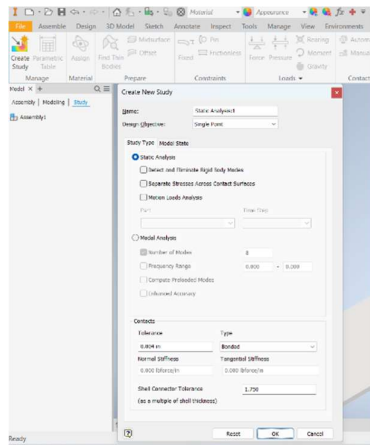 Material
Appearance
File Assemble Design 3D Model Sketch Annotate Inspect Tools Manage View Environments
Create Study
Parametric Table
Assign
Find Thin Bodies
Midsurface
Offset
Fixed
Pin
Frictionless
Force Pressure
Bearing
Moment
Gravity
Manage Material Prepare Constraints Loads Contact
Model
Assembly Modeling Study
Assembly1
Create New Study
Name: Static Analysis:1
Design Objective: Single Point
Study Type Model State
Static Analysis
Detect and Eliminate Rigid Body Modes
Separate Stresses Across Contact Surfaces
Motion Loads Analysis
Part Time Step
Modal Analysis
Number of Modes 8
Frequency Range 0.000 - 0.000
Compute Preloaded Modes
Enhanced Accuracy
Contacts
Tolerance Type
0.004 in Bonded
Normal Stiffness Tangential Stiffness
0.000 lbforce/in 0.000 lbforce/in
Shell Connector Tolerance 1.750
(as a multiple of shell thickness)
Reset OK Cancel
Ready